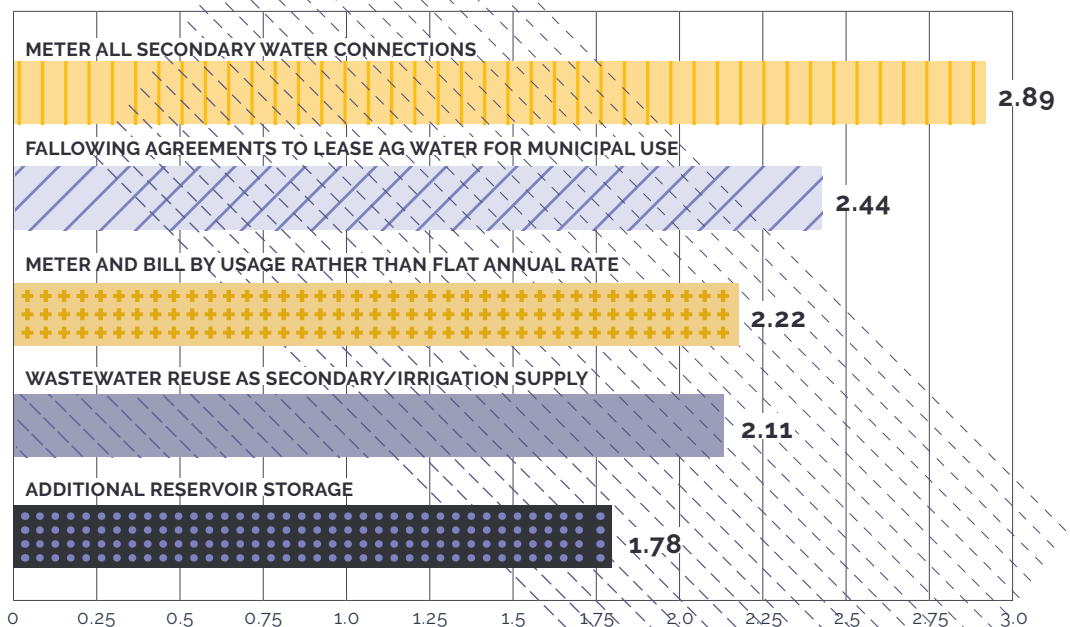 METER ALL SECONDARY WATER CONNECTIONS
2.89
FALLOWING AGREEMENTS TO LEASE AG WATER FOR MUNICIPAL USE
2.44
METER AND BILL BY USAGE RATHER THAN FLAT ANNUAL RATE
2.22
WASTEWATER REUSE AS SECONDARY/IRRIGATION SUPPLY
2.11
ADDITIONAL RESERVOIR STORAGE
1.78
0 0.25 0.5 0.75 1.0 1.25 1.5 1.75 2.0 2.25 2.5 2.75 3.0